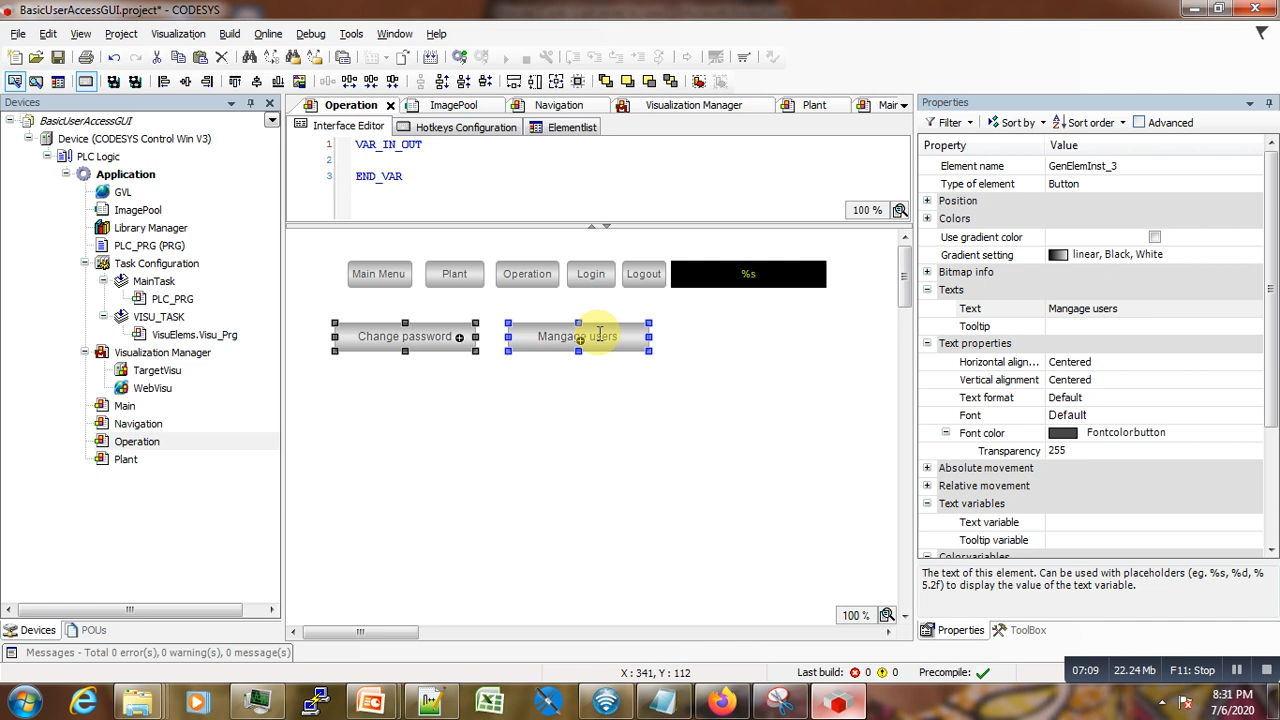 BasicUserAccessGUI.project* - CODESYS
File Edit View Project Visualization Build Online Debug Tools Window Help
Devices
BasicUserAccessGUI
Device (CODESYS Control Win V3)
PLC Logic
Application
GVL
ImagePool
Library Manager
PLC_PRG (PRG)
Task Configuration
MainTask
PLC_PRG
VISU_TASK
VisuElems.Visu_Prg
Visualization Manager
TargetVisu
WebVisu
Main
Navigation
Operation
Plant
Devices POUs
Operation ImagePool Navigation Visualization Manager Plant Mair
Interface Editor Hotkeys Configuration Elementlist
1 VAR_IN_OUT
2
3 END_VAR
100 %
Main Menu Plant Operation Login Logout %s
Change password Mangage users
100 %
Properties
Filter Sort by Sort order Advanced
Property Value
Element name GenElemInst_3
Type of element Button
Position
Colors
Use gradient color
Gradient setting linear, Black, White
Bitmap info
Texts
Text Mangage users
Tooltip
Text properties
Horizontal align... Centered
Vertical alignment Centered
Text format Default
Font Default
Font color Fontcolorbutton
Transparency 255
Absolute movement
Relative movement
Text variables
Text variable
Tooltip variable
Colorvariables
The text of this element. Can be used with placeholders (eg. %s, %d, %
5.2f) to display the value of the text variable.
Properties ToolBox
Messages - Total 0 error(s), 0 warning(s), 0 message(s)
X : 341, Y : 112 Last build: 0 0 Precompile:
07:09 22.24 Mb F11: Stop
8:31 PM
7/6/2020